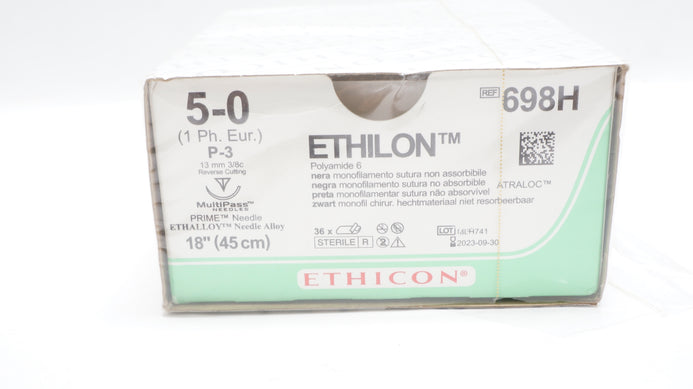 5-0
(1 Ph. Eur.)
P-3
13 mm 3/8c
Reverse Cutting
MultiPass™
NEEDLES
PRIME™ Needle
ETHALLOY™ Needle Alloy
18" (45 cm)
REF 698H
ETHILON™
Polyamide 6
nera monofilamento sutura non assorbibile
negra monofilamento sutura no absorbible
preta monofilamento sutura não absorvível
zwart monofil chirur. hechtmateriaal niet resorbeerbaar
ATRALOC™
36 x
STERILE R
LOT
2023-09-30
ETHICON®